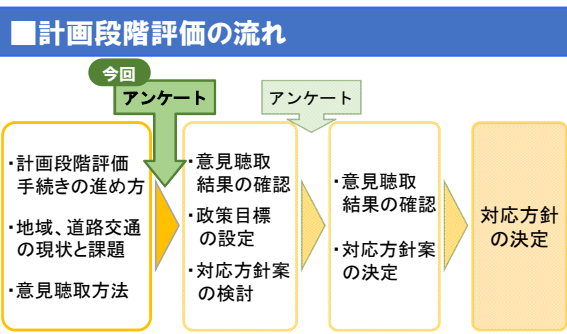 ■計画段階評価の流れ
今回
アンケート
アンケート
・計画段階評価
手続きの進め方
・地域、道路交通
の現状と課題
・意見聴取方法
・意見聴取
結果の確認
・政策目標
の設定
・対応方針案
の検討
・意見聴取
結果の確認
・対応方針案
の決定
対応方針
の決定